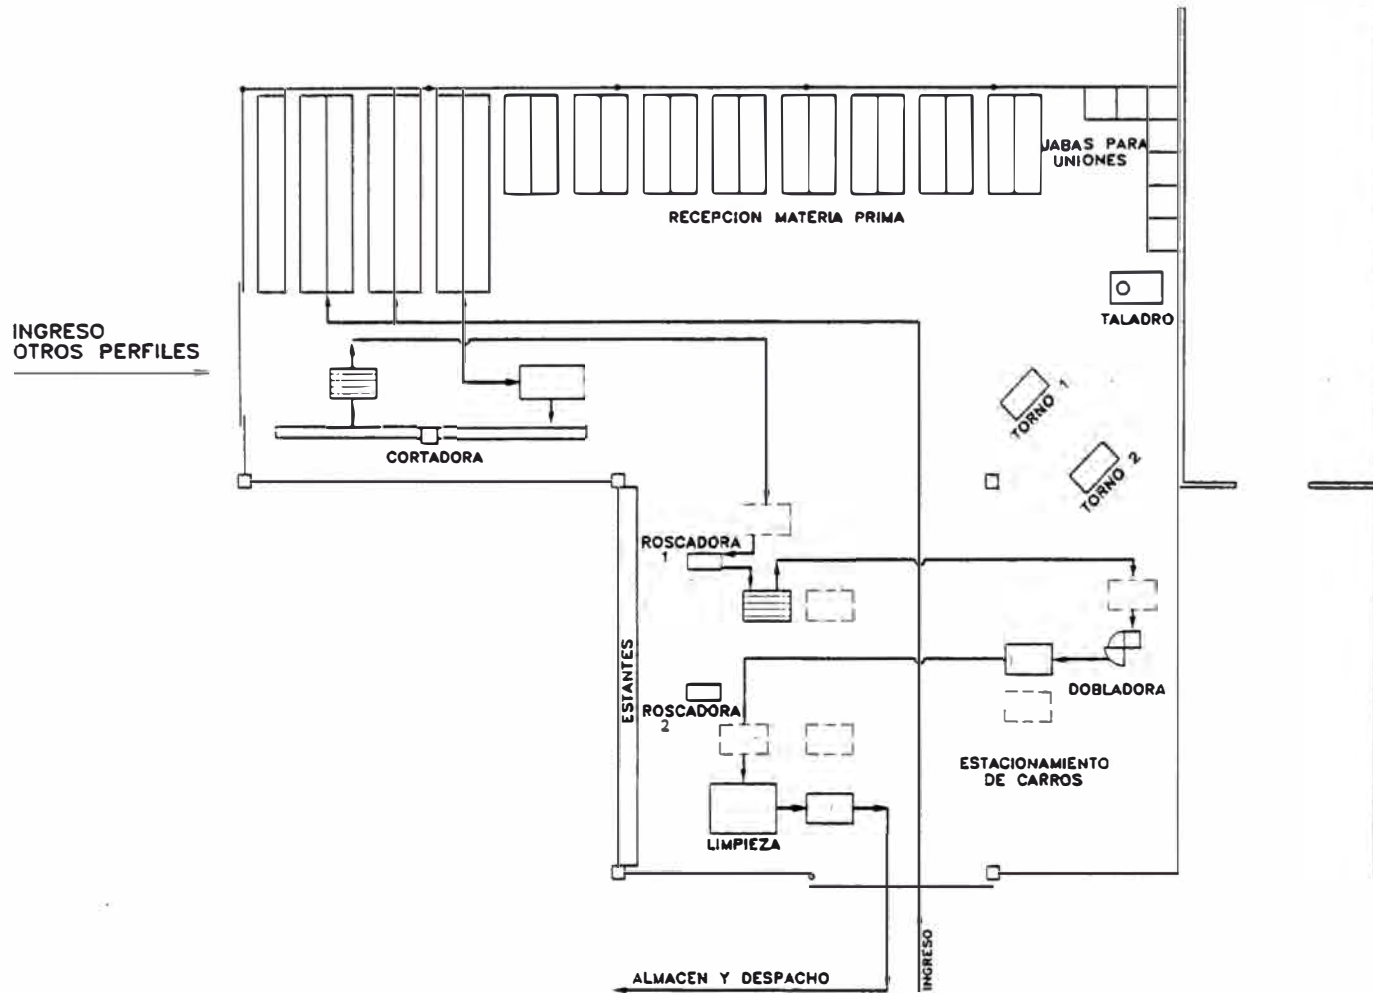 JABAS PARA
UNIONES
RECEPCION MATERIA PRIMA
TALADRO
INGRESO
OTROS PERFILES
TORNO 1
CORTADORA
TORNO 2
ROSCADORA
1
ESTANTES
DOBLADORA
ROSCADORA
2
ESTACIONAMIENTO
DE CARROS
LIMPIEZA
INGRESO
ALMACEN Y DESPACHO